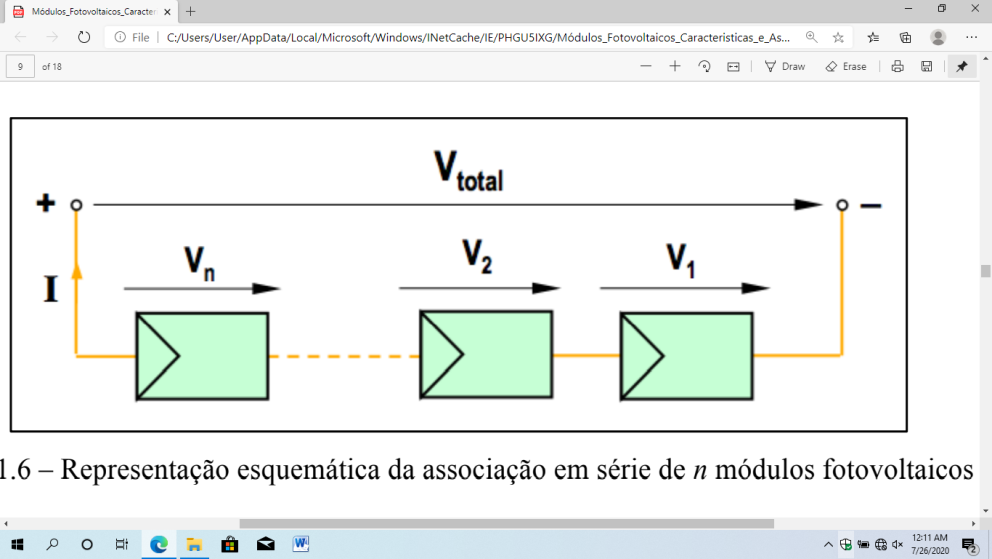 Módulos_Fotovoltaicos_Caracter
File
C:/Users/User/AppData/Local/Microsoft/Windows/INetCache/IE/PHGU5IXG/Módulos_Fotovoltaicos_Caracteristicas_e_As...
9 of 18
Draw
Erase
Vtotal
+ −
Vn V2 V1
I
1.6 – Representação esquemática da associação em série de n módulos fotovoltaicos
12:11 AM
7/26/2020
2